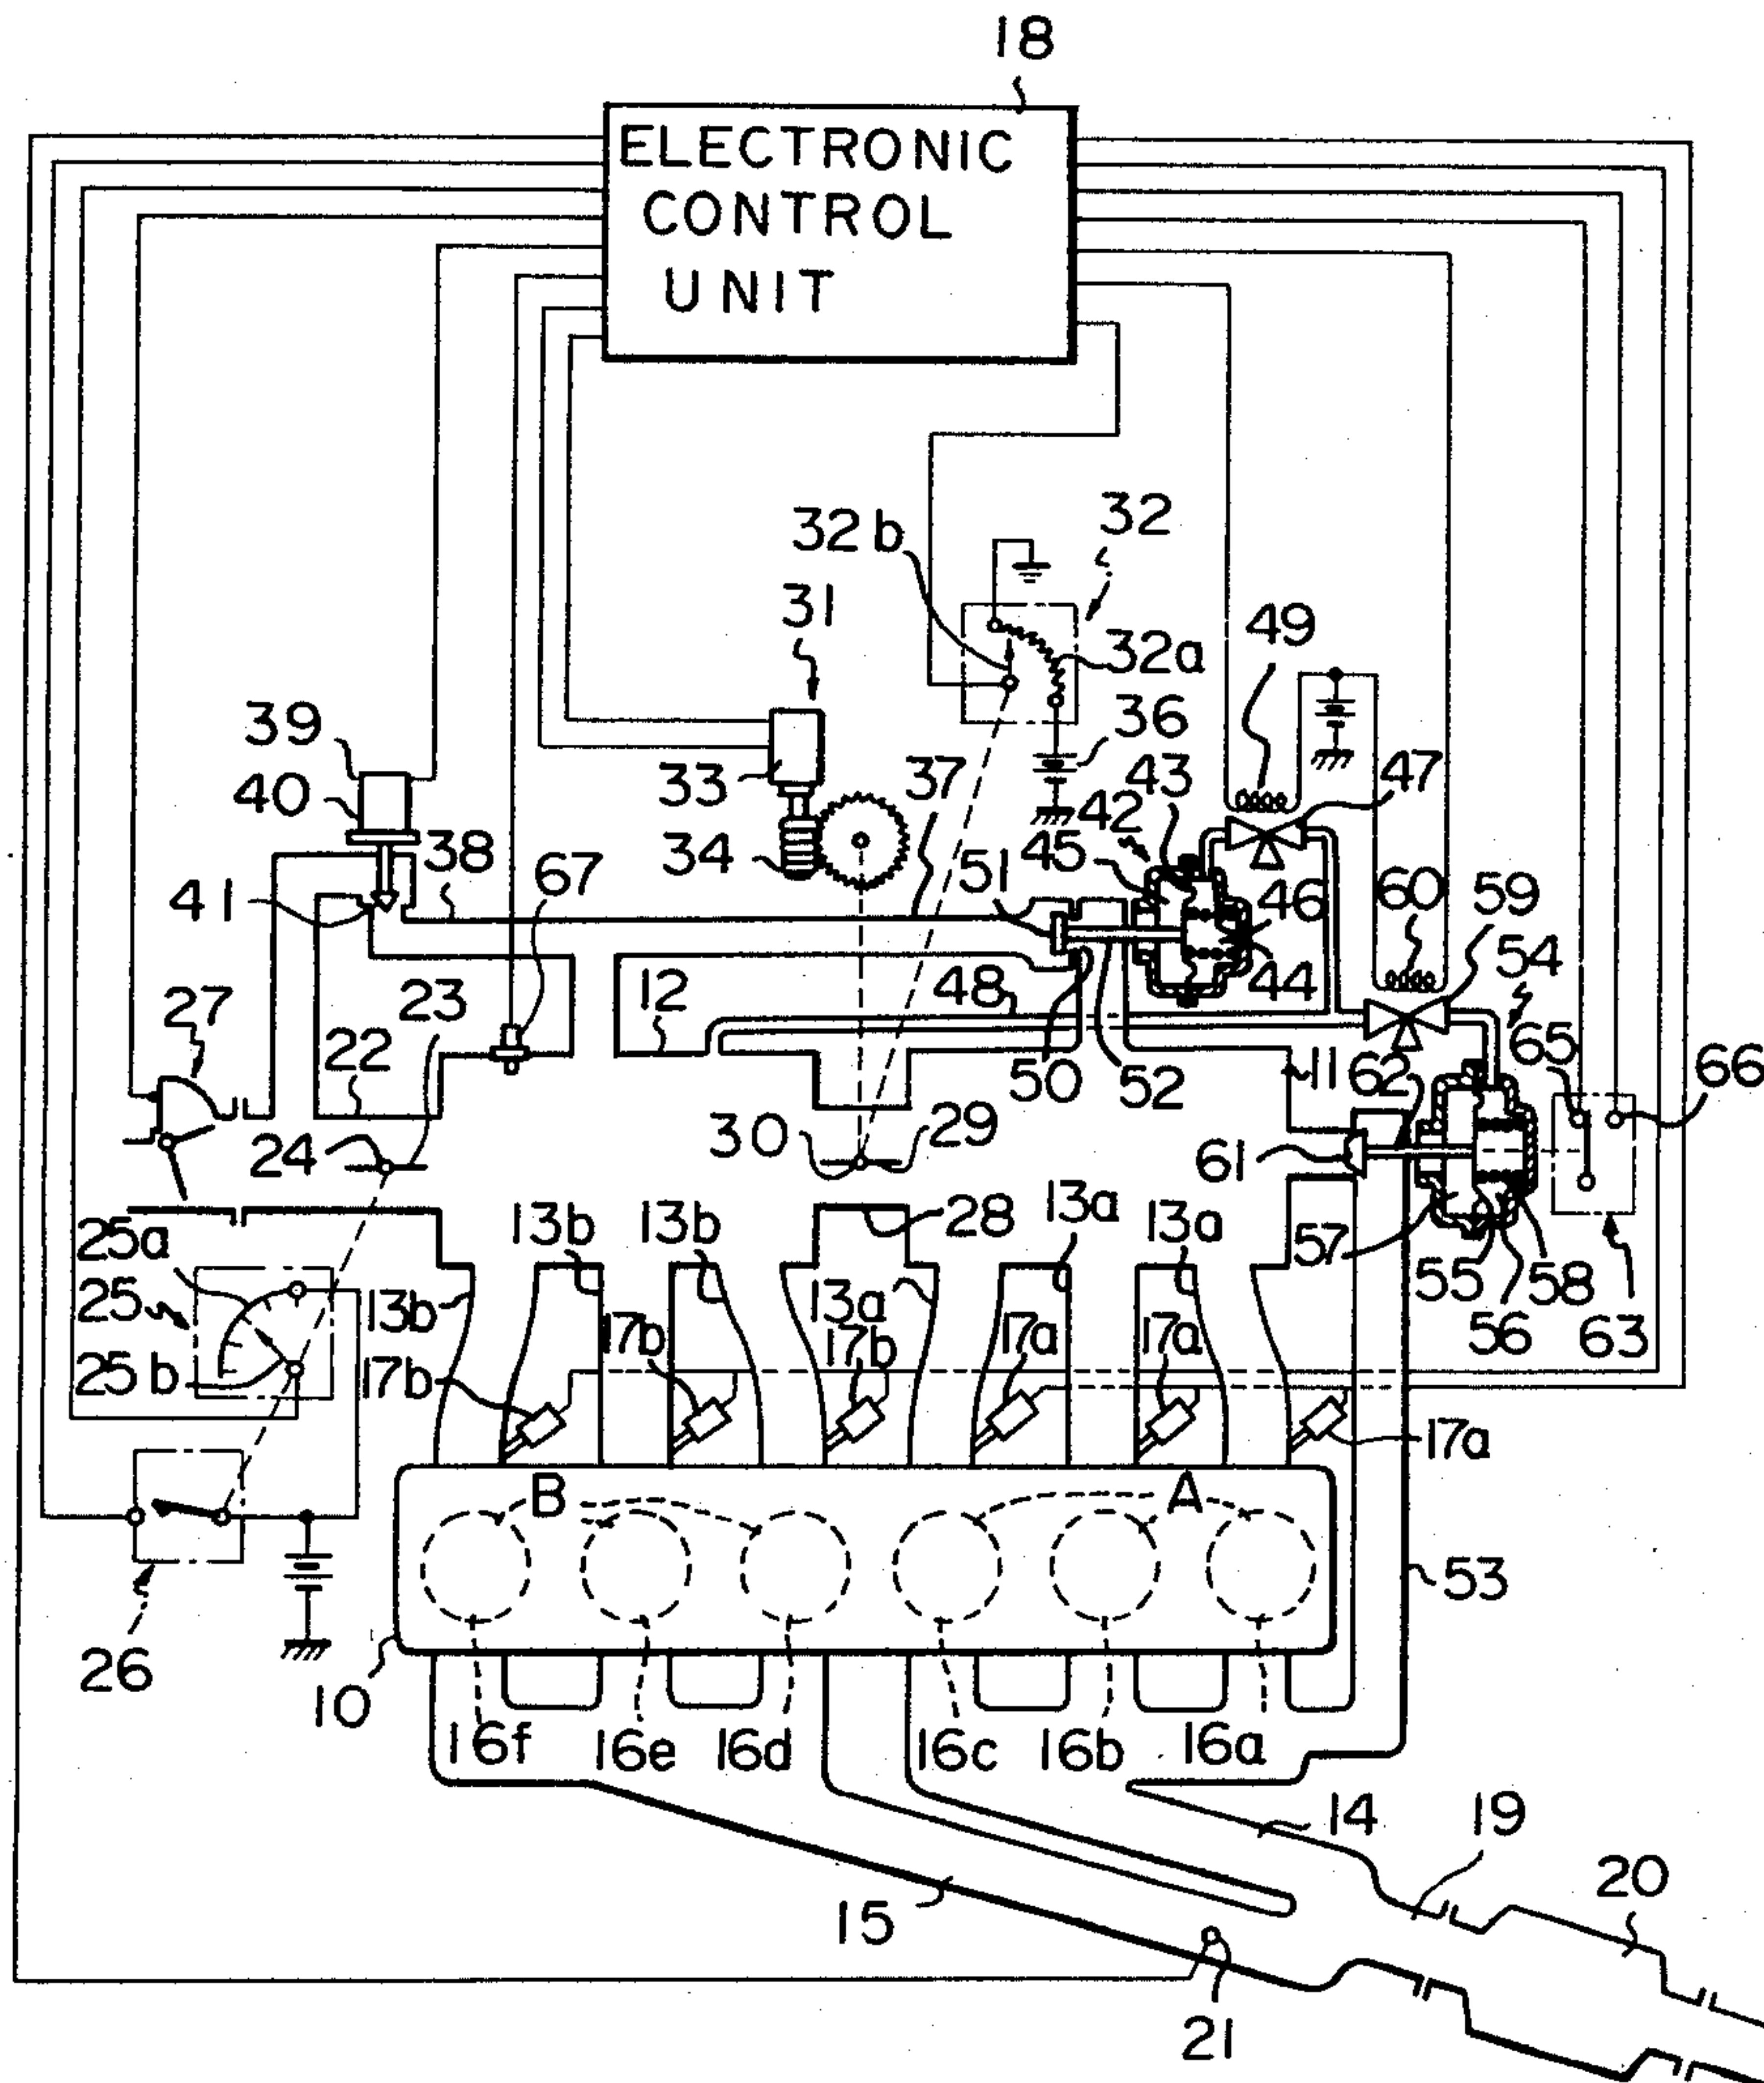 18
ELECTRONIC
CONTROL
UNIT
32b
32
31
49
32a
39
36
33
37
43
47
40
42
34
38
67
51
45
41
46
60
59
44
54
27
23
12
48
22
65
50
52
11
62
66
24
30
29
61
13b
13b
28
13a
13a
25a
57
55
58
25
13b
13a
56
63
17b
17b
17a
17a
25b
17b
17a
B
A
53
26
10
16f
16e
16d
16c
16b
16a
14
19
20
15
21